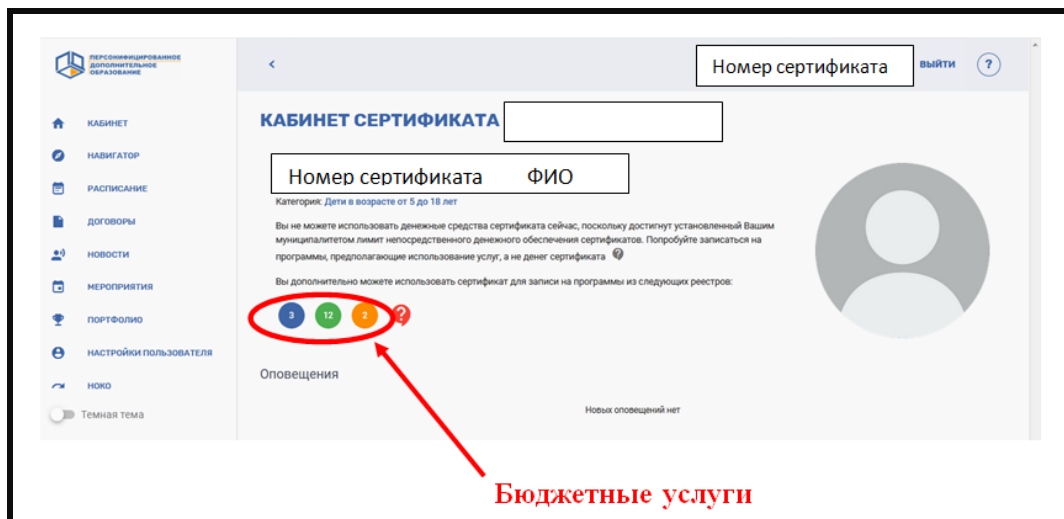 ПЕРСОНИФИЦИРОВАННОЕ
ДОПОЛНИТЕЛЬНОЕ
ОБРАЗОВАНИЕ
Номер сертификата
ВЫЙТИ
?
КАБИНЕТ
НАВИГАТОР
РАСПИСАНИЕ
ДОГОВОРЫ
НОВОСТИ
МЕРОПРИЯТИЯ
ПОРТФОЛИО
НАСТРОЙКИ ПОЛЬЗОВАТЕЛЯ
НОКО
Темная тема
КАБИНЕТ СЕРТИФИКАТА
Номер сертификата ФИО
Категория: Дети в возрасте от 5 до 18 лет
Вы не можете использовать денежные средства сертификата сейчас, поскольку достигнут установленный Вашим
муниципалитетом лимит непосредственного денежного обеспечения сертификатов. Попробуйте записаться на
программы, предполагающие использование услуг, а не денег сертификата ?
Вы дополнительно можете использовать сертификат для записи на программы из следующих реестров:
3 12 2 ?
Оповещения
Новых оповещений нет
Бюджетные услуги